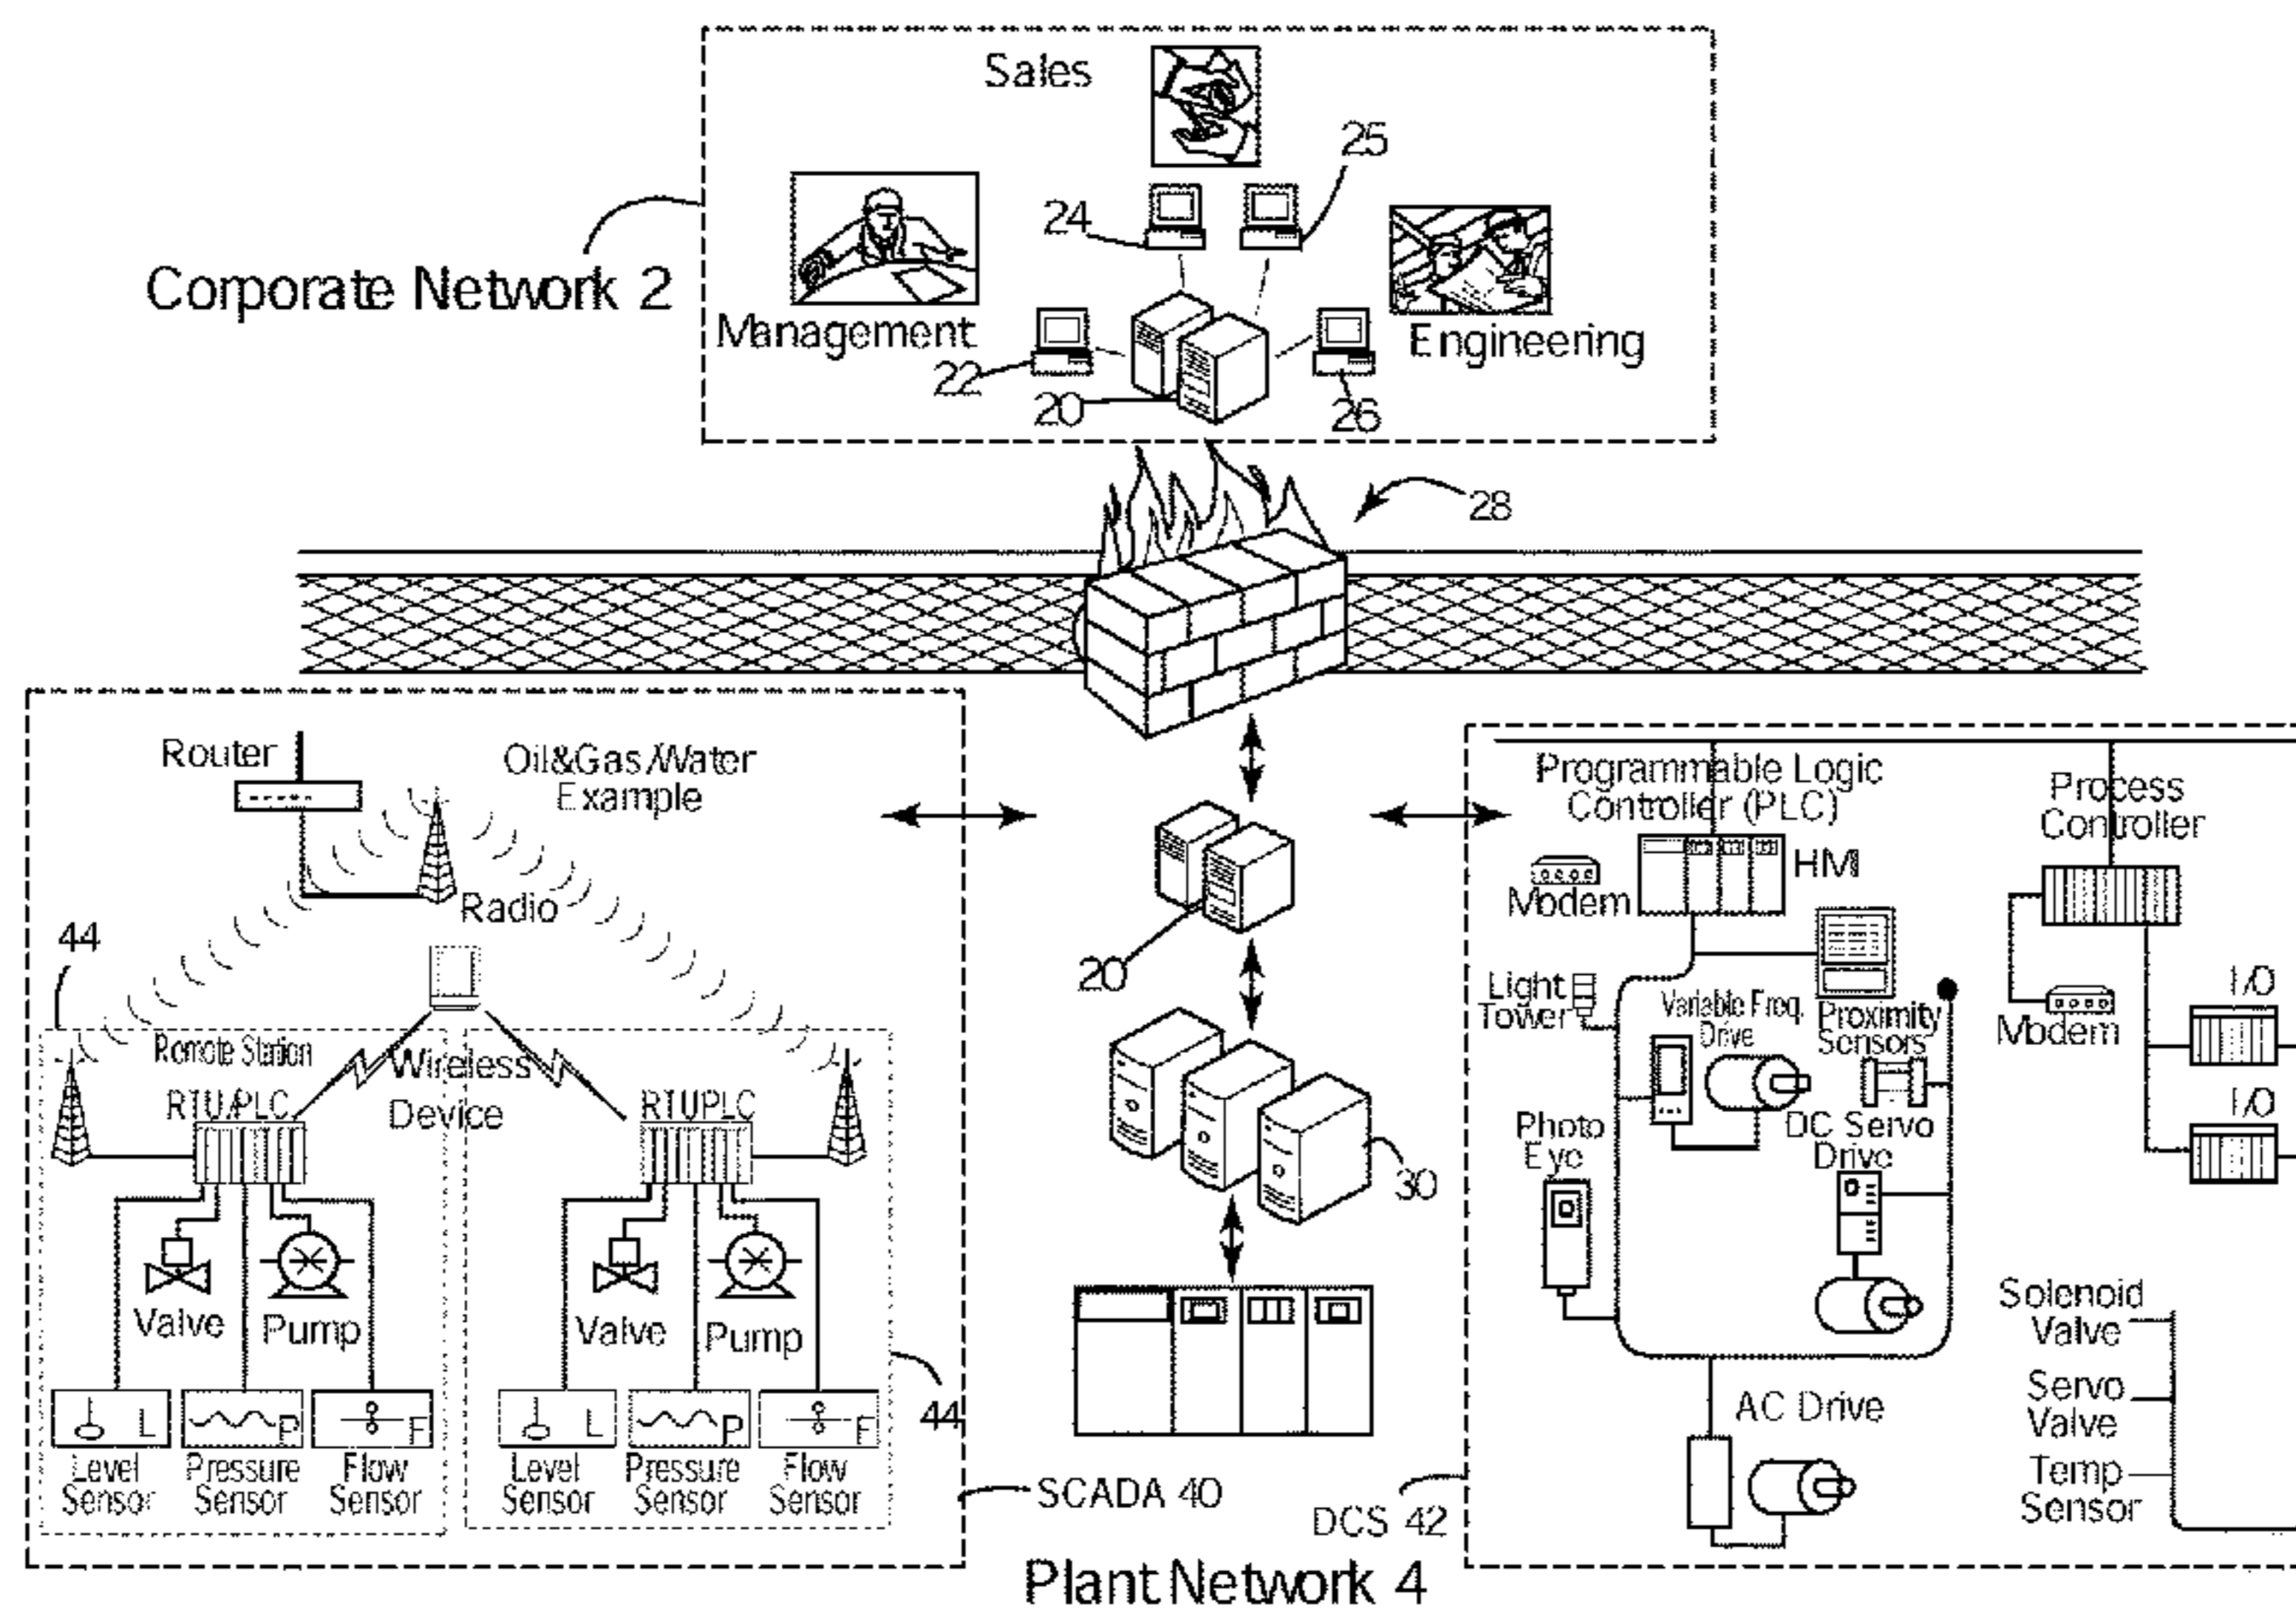 Sales
25
24
Corporate Network 2
Management
Engineering
22
20
26
28
Router
Oil&Gas/Water
Example
Radio
44
Remote Station
Wireless
Device
RTU/PLC
RTUPLC
Valve
Pump
Valve
Pump
L
P
F
L
P
F
Level
Sensor
Pressure
Sensor
Flow
Sensor
Level
Sensor
Pressure
Sensor
Flow
Sensor
44
SCADA 40
20
30
Plant Network 4
DCS 42
Programmable Logic
Controller (PLC)
HMI
Modem
Process
Controller
Light
Tower
Variable Freq.
Drive
Proximity
Sensors
Modem
I/O
I/O
Photo
Eye
DC Servo
Drive
AC Drive
Solenoid
Valve
Servo
Valve
Temp
Sensor